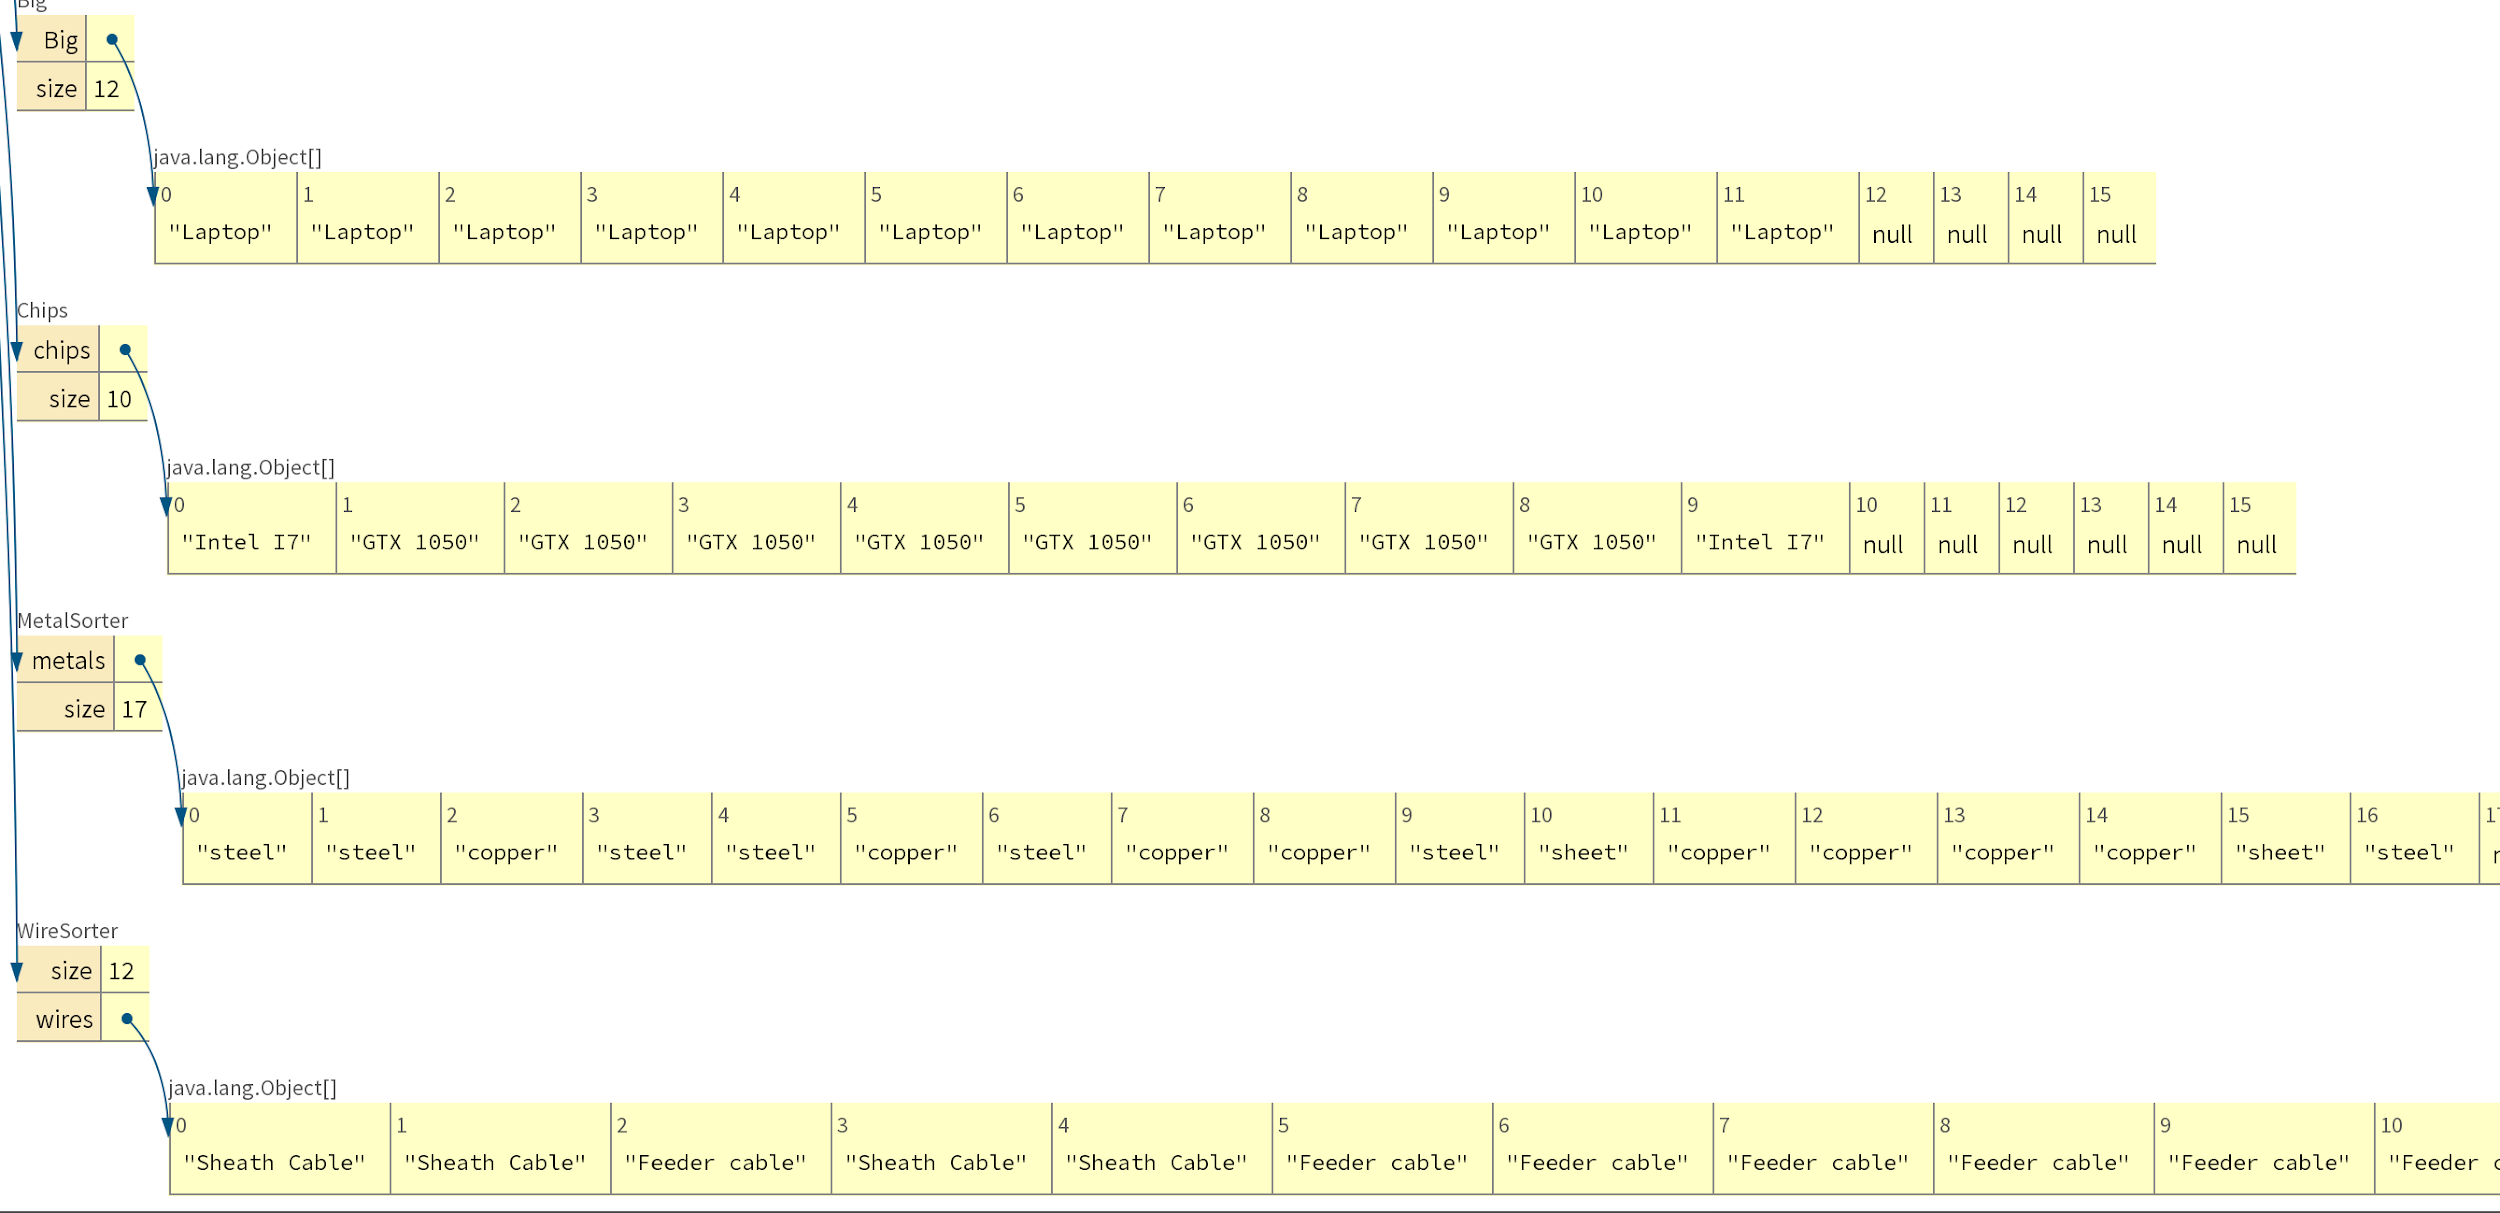 Big
Big
size 12
java.lang.Object[]
0 1 2 3 4 5 6 7 8 9 10 11 12 13 14 15
"Laptop" "Laptop" "Laptop" "Laptop" "Laptop" "Laptop" "Laptop" "Laptop" "Laptop" "Laptop" "Laptop" "Laptop" null null null null
Chips
chips
size 10
java.lang.Object[]
0 1 2 3 4 5 6 7 8 9 10 11 12 13 14 15
"Intel I7" "GTX 1050" "GTX 1050" "GTX 1050" "GTX 1050" "GTX 1050" "GTX 1050" "GTX 1050" "GTX 1050" "Intel I7" null null null null null null
MetalSorter
metals
size 17
java.lang.Object[]
0 1 2 3 4 5 6 7 8 9 10 11 12 13 14 15 16
"steel" "steel" "copper" "steel" "steel" "copper" "steel" "copper" "copper" "steel" "sheet" "copper" "copper" "copper" "copper" "sheet" "steel"
WireSorter
size 12
wires
java.lang.Object[]
0 1 2 3 4 5 6 7 8 9 10
"Sheath Cable" "Sheath Cable" "Feeder cable" "Sheath Cable" "Sheath Cable" "Feeder cable" "Feeder cable" "Feeder cable" "Feeder cable" "Feeder cable" "Feeder